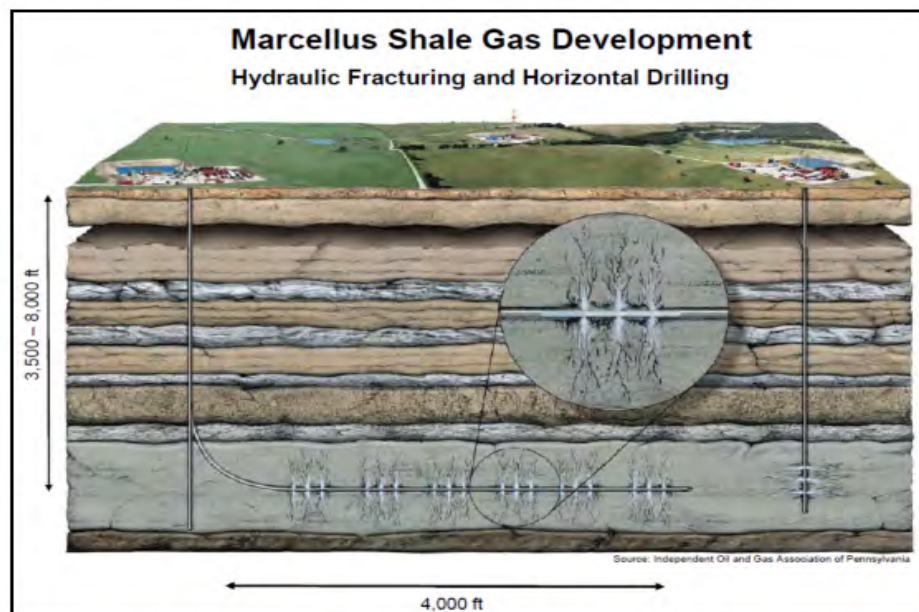 Marcellus Shale Gas Development
Hydraulic Fracturing and Horizontal Drilling
3,500 – 8,000 ft
Source: Independent Oil and Gas Association of Pennsylvania
4,000 ft